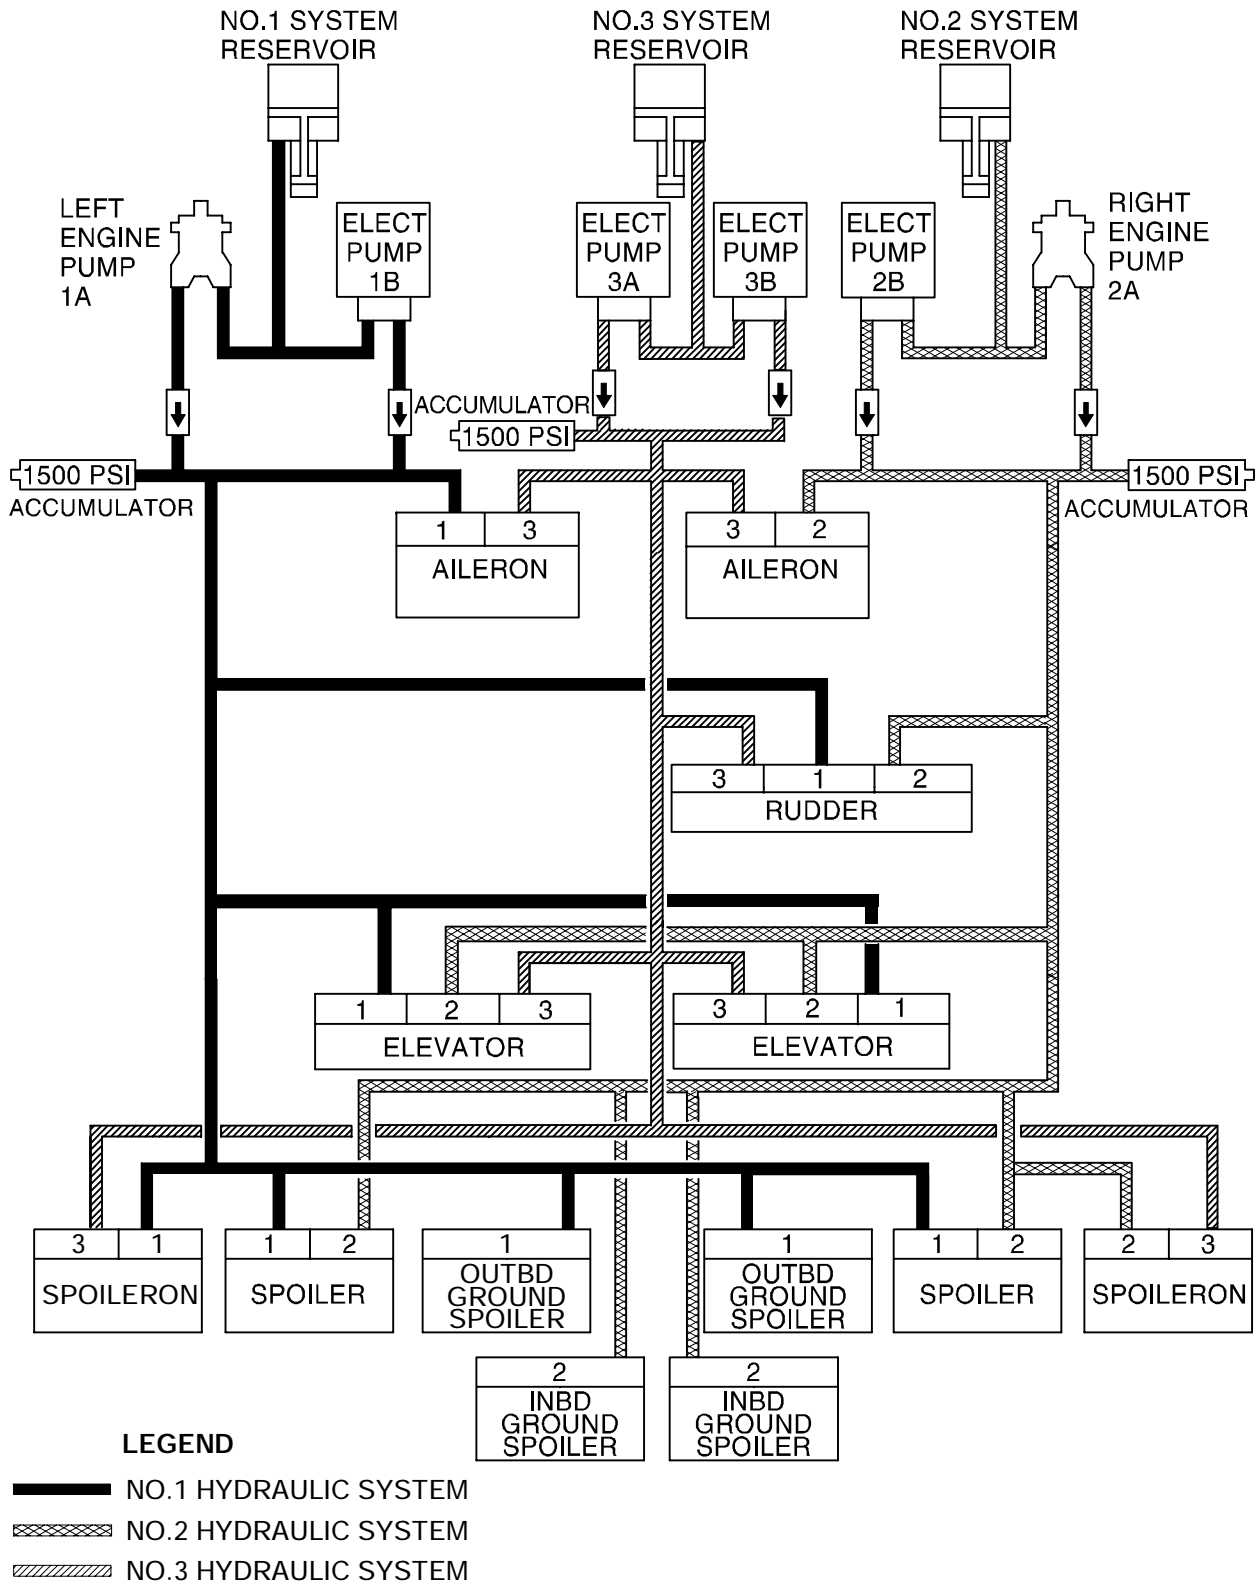 NO.1 SYSTEM
RESERVOIR
NO.3 SYSTEM
RESERVOIR
NO.2 SYSTEM
RESERVOIR
LEFT
ENGINE
PUMP
1A
ELECT
PUMP
1B
ELECT
PUMP
3A
ELECT
PUMP
3B
ELECT
PUMP
2B
RIGHT
ENGINE
PUMP
2A
ACCUMULATOR
1500 PSI
1500 PSI
ACCUMULATOR
1500 PSI
ACCUMULATOR
1 3
AILERON
3 2
AILERON
3 1 2
RUDDER
1 2 3
ELEVATOR
3 2 1
ELEVATOR
3 1
SPOILERON
1 2
SPOILER
1
OUTBD
GROUND
SPOILER
1
OUTBD
GROUND
SPOILER
1 2
SPOILER
2 3
SPOILERON
2
INBD
GROUND
SPOILER
2
INBD
GROUND
SPOILER
LEGEND
NO.1 HYDRAULIC SYSTEM
NO.2 HYDRAULIC SYSTEM
NO.3 HYDRAULIC SYSTEM